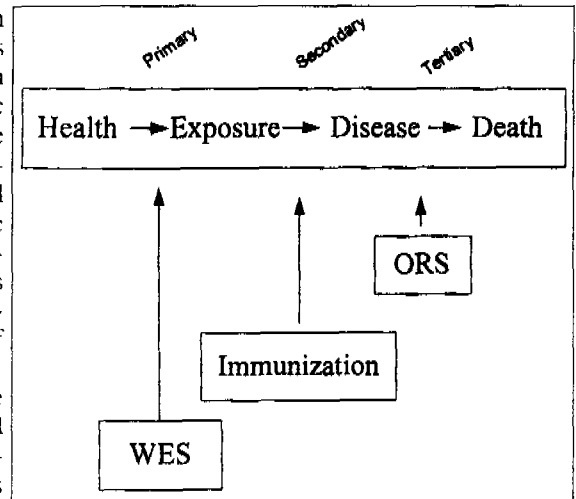 Primary Secondary Tertiary
Health → Exposure → Disease → Death
ORS
Immunization
WES